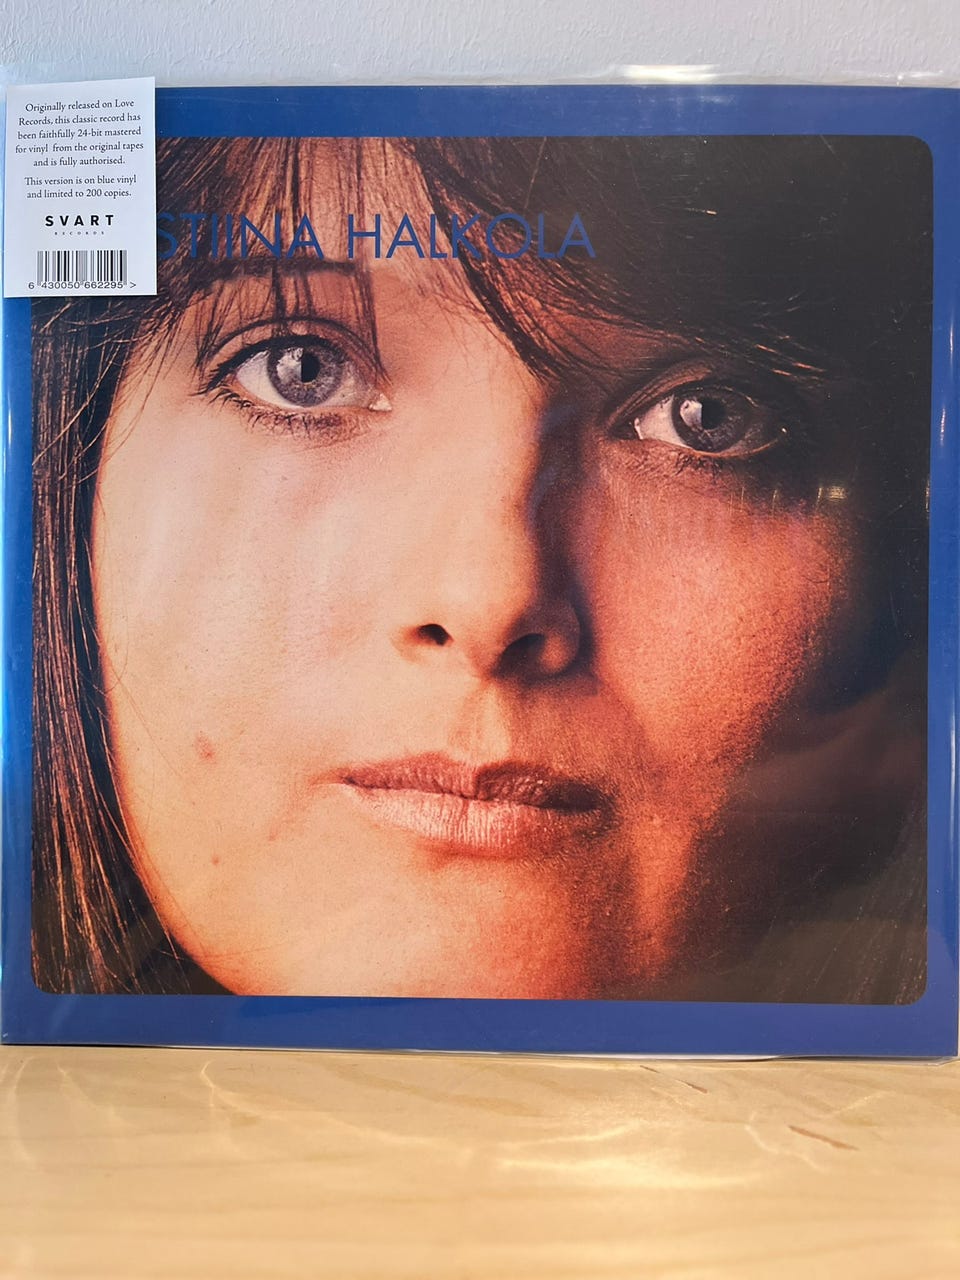 Originally released on Love
Records, this classic record has
been faithfully 24-bit mastered
for vinyl from the original tapes
and is fully authorised.
This version is on blue vinyl
and limited to 200 copies.
SVART
RECORDS
6 430050 662295 >
STIINA HALKOLA